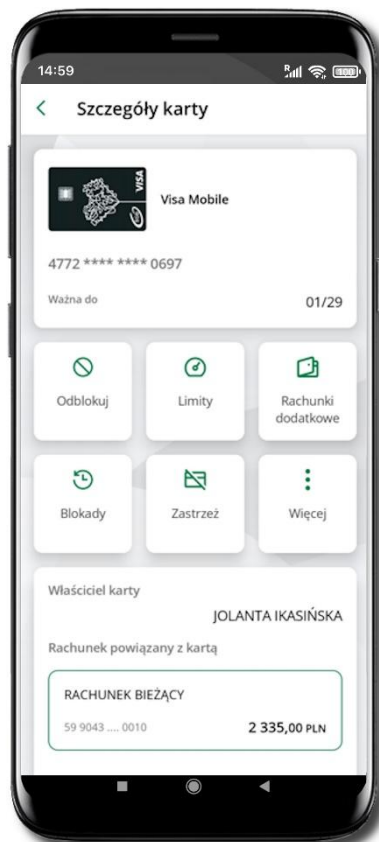 14:59
R
100
Szczegóły karty
VISA
Visa Mobile
4772 **** **** 0697
Ważna do
01/29
Odblokuj
Limity
Rachunki
dodatkowe
Blokady
Zastrzeż
Więcej
Właściciel karty
JOLANTA IKASIŃSKA
Rachunek powiązany z kartą
RACHUNEK BIEŻĄCY
59 9043 .... 0010
2 335,00 PLN